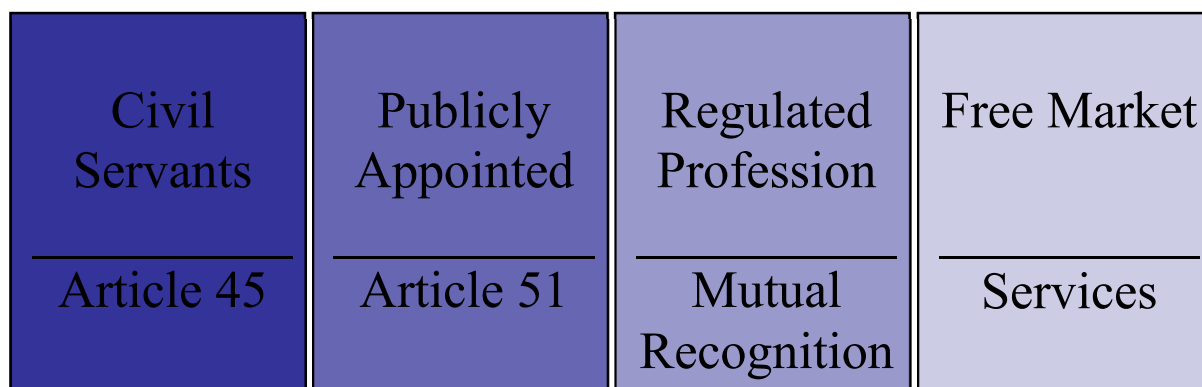 Civil
Servants
Article 45
Publicly
Appointed
Article 51
Regulated
Profession
Mutual
Recognition
Free Market
Services